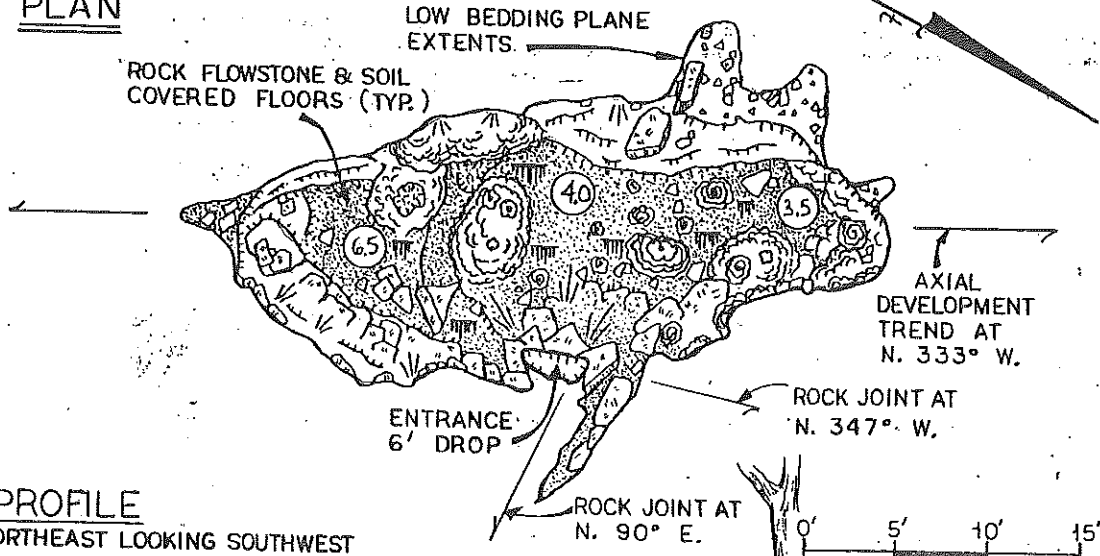 PLAN
LOW BEDDING PLANE
EXTENTS.
ROCK FLOWSTONE & SOIL
COVERED FLOORS (TYP.)
4.0
3.5
6.5
AXIAL
DEVELOPMENT
TREND AT
N. 333° W.
ROCK JOINT AT
N. 347° W.
ENTRANCE
6' DROP
ROCK JOINT AT
N. 90° E.
PROFILE
ORTHEAST LOOKING SOUTHWEST
0' 5' 10' 15'